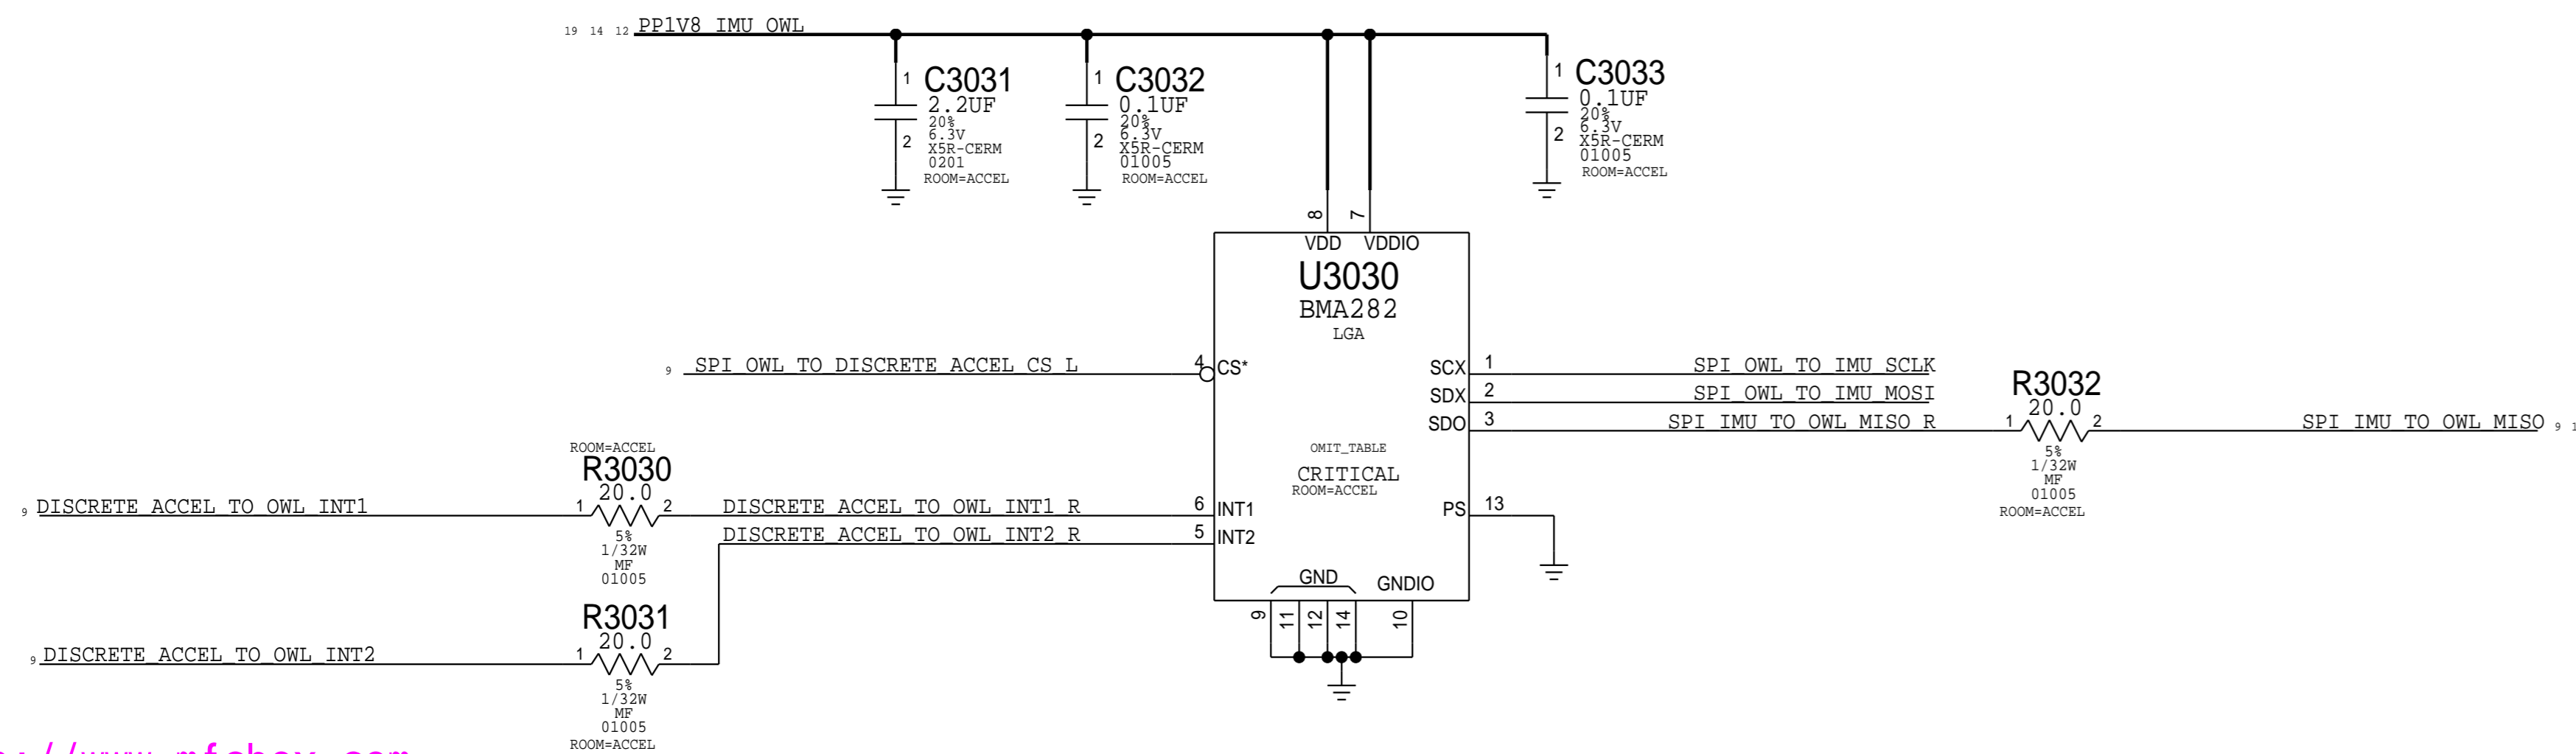 19 14 12 PP1V8_IMU_OWL
1 C3031
2.2UF
20%
6.3V
2 X5R-CERM
0201
ROOM=ACCEL
1 C3032
0.1UF
20%
6.3V
2 X5R-CERM
01005
ROOM=ACCEL
1 C3033
0.1UF
20%
6.3V
2 X5R-CERM
01005
ROOM=ACCEL
8 7
VDD VDDIO
U3030
BMA282
LGA
9 SPI_OWL_TO_DISCRETE_ACCEL_CS_L 4 CS*
SCX 1 SPI_OWL_TO_IMU_SCLK
SDX 2 SPI_OWL_TO_IMU_MOSI
SDO 3 SPI_IMU_TO_OWL_MISO_R
R3032
20.0
1 2 SPI_IMU_TO_OWL_MISO 9
5%
1/32W
MF
01005
ROOM=ACCEL
OMIT_TABLE
CRITICAL
ROOM=ACCEL
ROOM=ACCEL
R3030
20.0
9 DISCRETE_ACCEL_TO_OWL_INT1 1 2 DISCRETE_ACCEL_TO_OWL_INT1_R 6 INT1
PS 13
5%
1/32W
MF
01005
DISCRETE_ACCEL_TO_OWL_INT2_R 5 INT2
GND GNDIO
9 11 12 14 10
R3031
20.0
9 DISCRETE_ACCEL_TO_OWL_INT2 1 2
5%
1/32W
MF
01005
ROOM=ACCEL